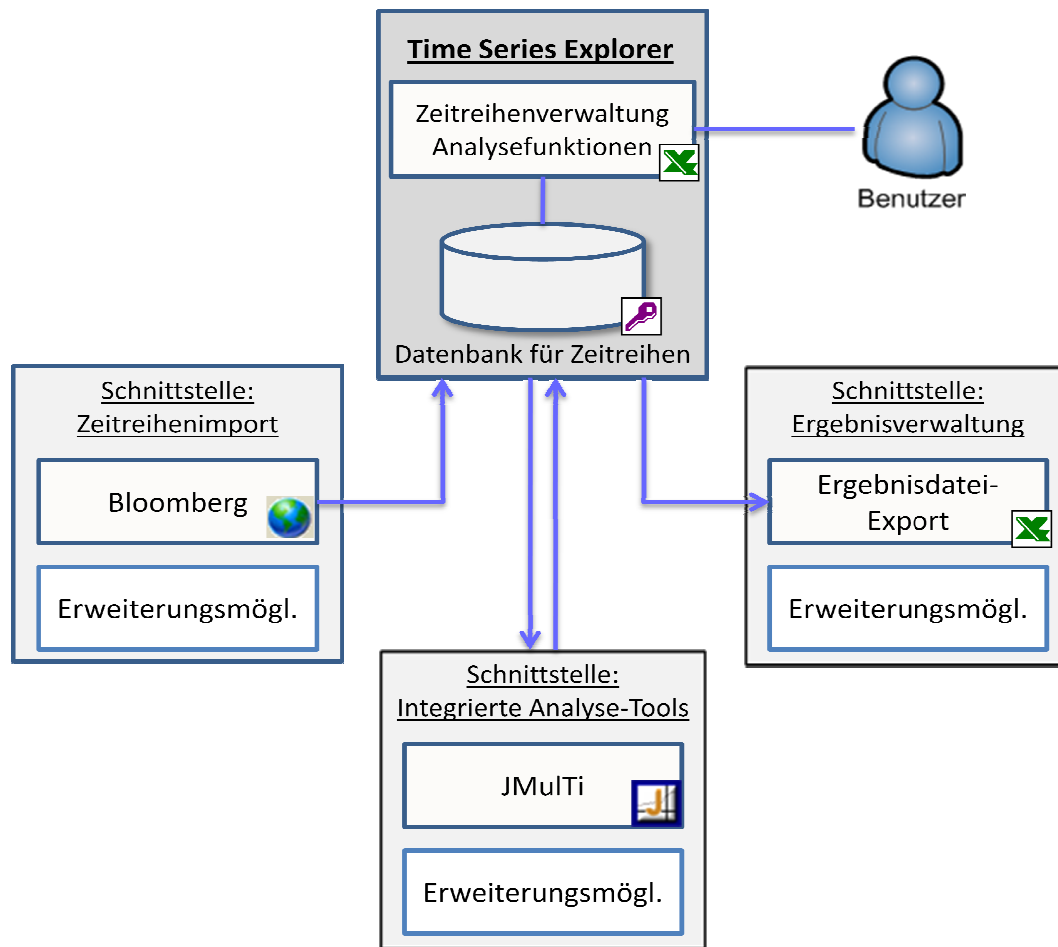 Time Series Explorer
Zeitreihenverwaltung
Analysefunktionen
Benutzer
Datenbank für Zeitreihen
Schnittstelle:
Zeitreihenimport
Bloomberg
Erweiterungsmögl.
Schnittstelle:
Ergebnisverwaltung
Ergebnisdatei-
Export
Erweiterungsmögl.
Schnittstelle:
Integrierte Analyse-Tools
JMulTi
J
Erweiterungsmögl.